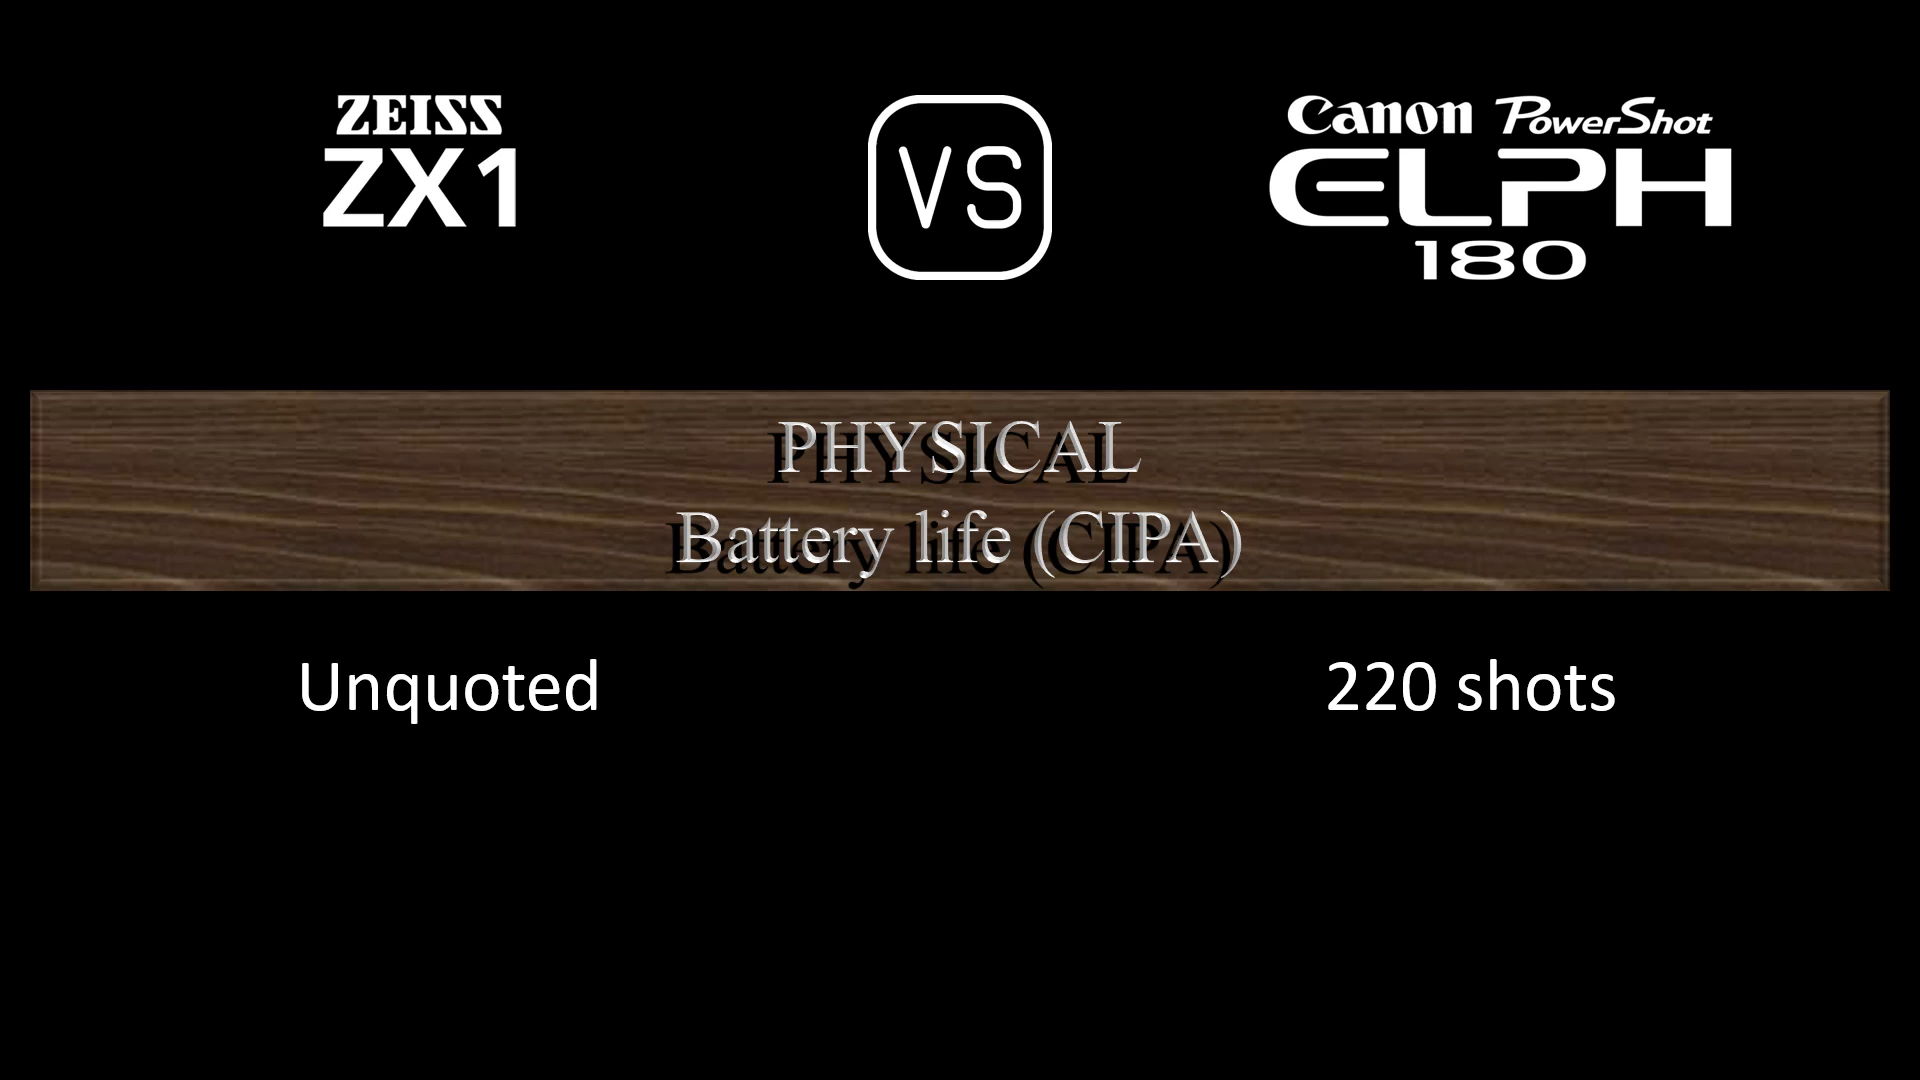 ZEISS
ZX1
VS
Canon PowerShot
ELPH
180
PHYSICAL
Battery life (CIPA)
Unquoted
220 shots